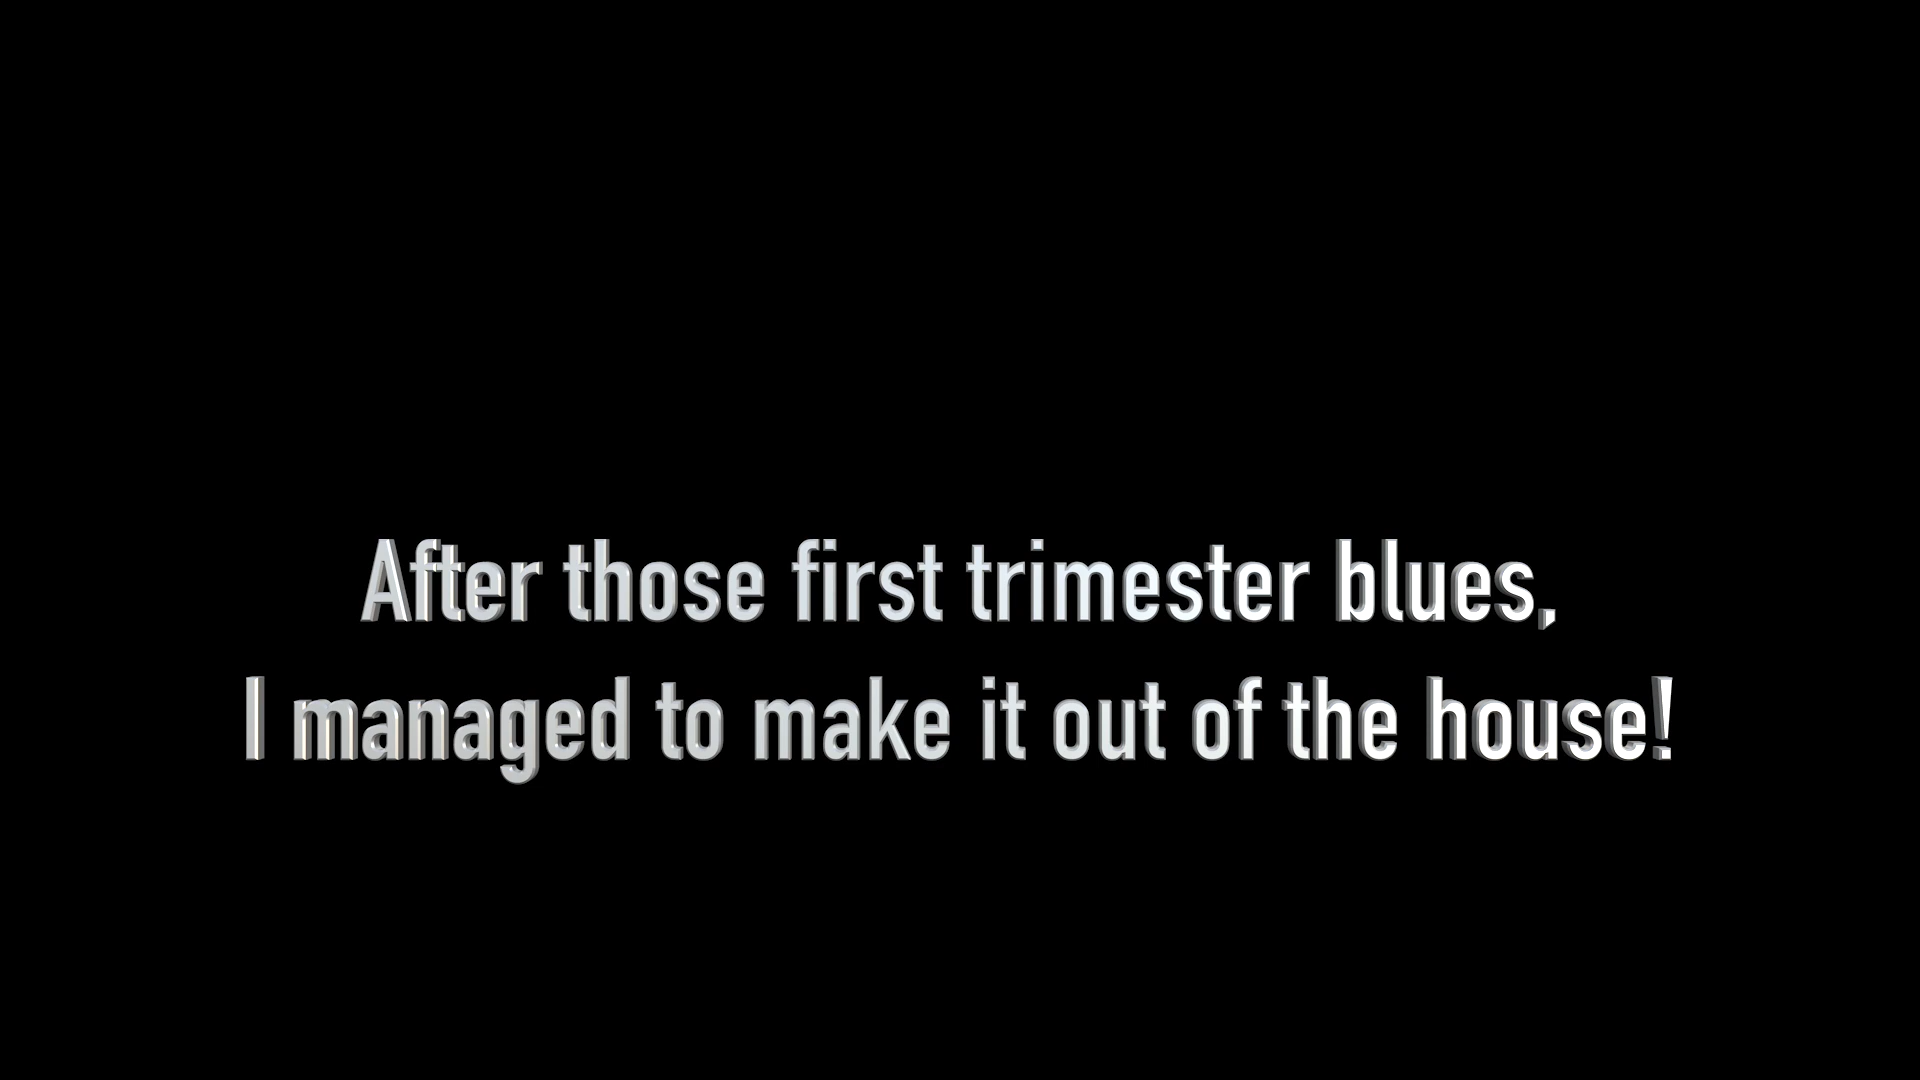 After those first trimester blues,
I managed to make it out of the house!